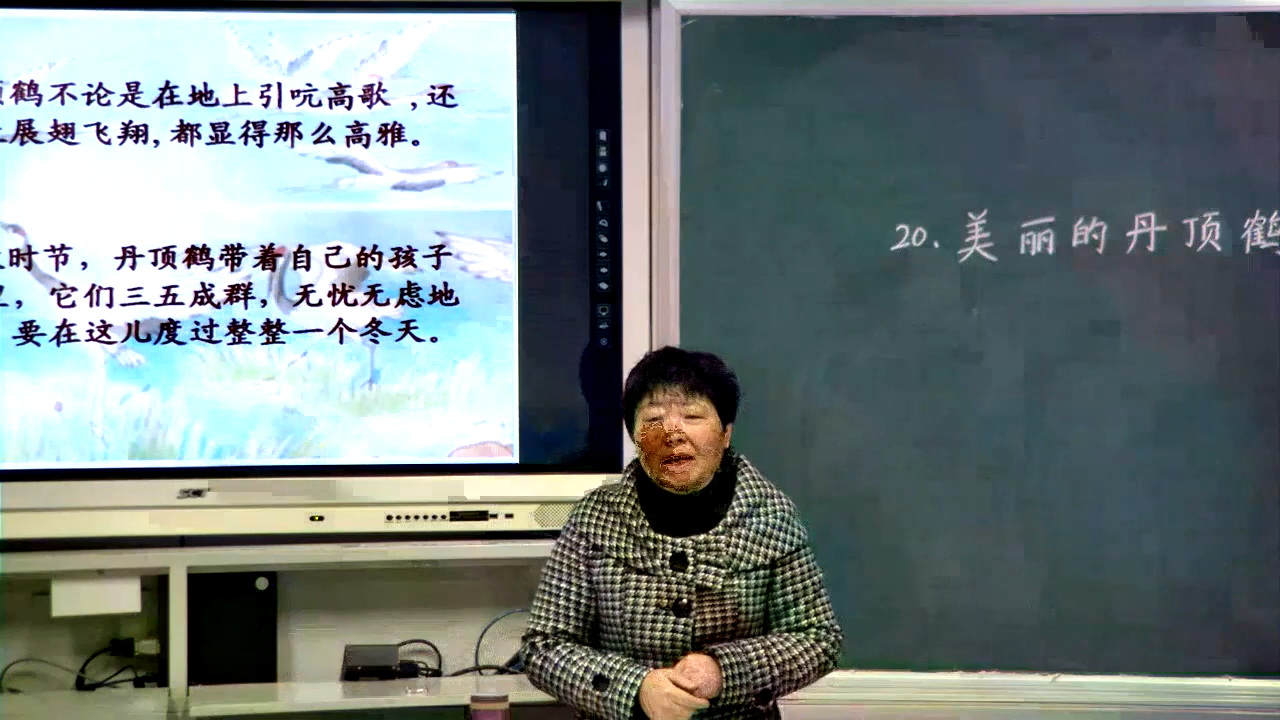 鹤不论是在地上引吭高歌 ,还
展翅飞翔,都显得那么高雅。
时节，丹顶鹤带着自己的孩子
，它们三五成群，无忧无虑地
要在这儿度过整整一个冬天。
20.美丽的丹顶鹤